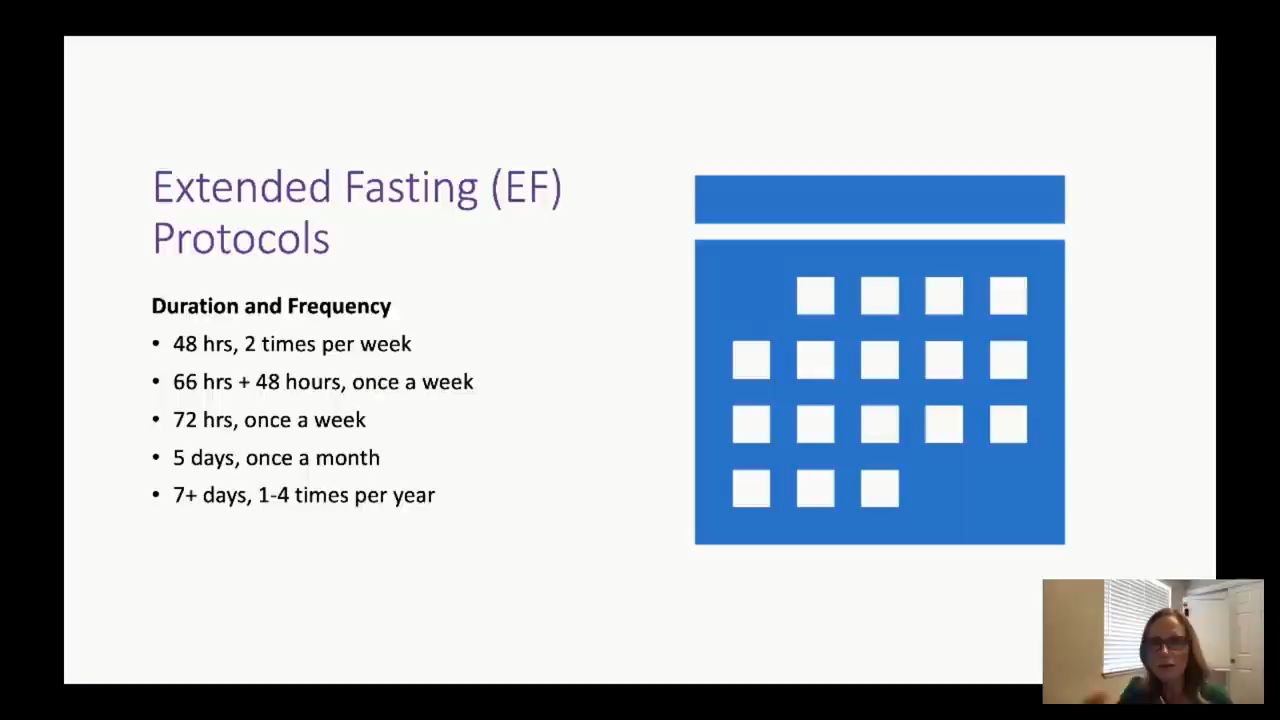 Extended Fasting (EF)
Protocols
Duration and Frequency
• 48 hrs, 2 times per week
• 66 hrs + 48 hours, once a week
• 72 hrs, once a week
• 5 days, once a month
• 7+ days, 1-4 times per year